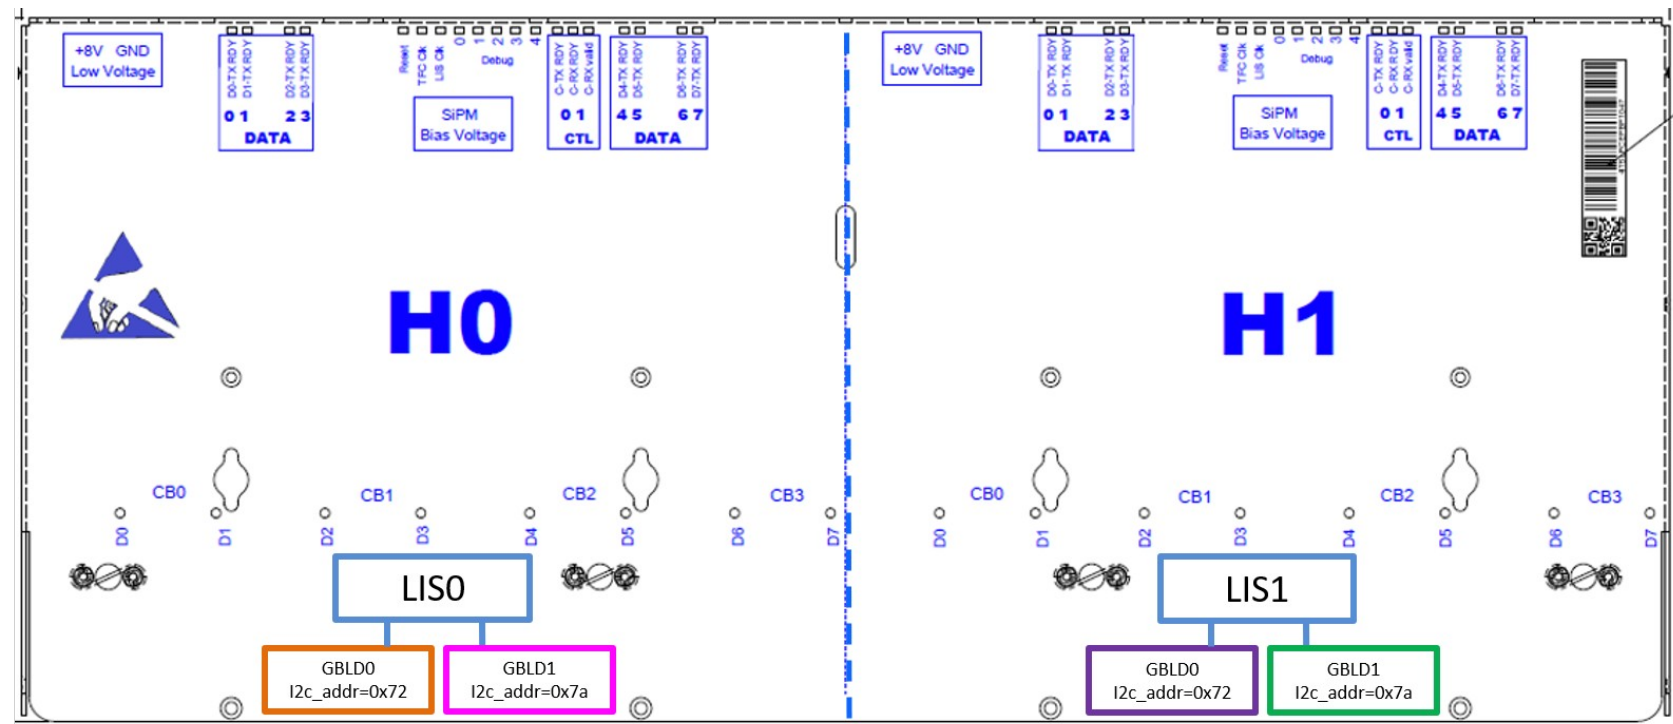 +8V GND
Low Voltage
D0-TX RDY
D1-TX RDY
D2-TX RDY
D3-TX RDY
0 1 2 3
DATA
Reset
TFC Clk
LIS Clk
0
1
2
3
4
Debug
SiPM
Bias Voltage
C-TX RDY
C-RX RDY
C-RX valid
0 1
CTL
D4-TX RDY
D5-TX RDY
D6-TX RDY
D7-TX RDY
4 5 6 7
DATA
+8V GND
Low Voltage
D0-TX RDY
D1-TX RDY
D2-TX RDY
D3-TX RDY
0 1 2 3
DATA
Reset
TFC Clk
LIS Clk
0
1
2
3
4
Debug
SiPM
Bias Voltage
C-TX RDY
C-RX RDY
C-RX valid
0 1
CTL
D4-TX RDY
D5-TX RDY
D6-TX RDY
D7-TX RDY
4 5 6 7
DATA
H0
H1
CB0 CB1 CB2 CB3
CB0 CB1 CB2 CB3
D0 D1 D2 D3 D4 D5 D6 D7
D0 D1 D2 D3 D4 D5 D6 D7
LIS0
LIS1
GBLD0
I2c_addr=0x72
GBLD1
I2c_addr=0x7a
GBLD0
I2c_addr=0x72
GBLD1
I2c_addr=0x7a